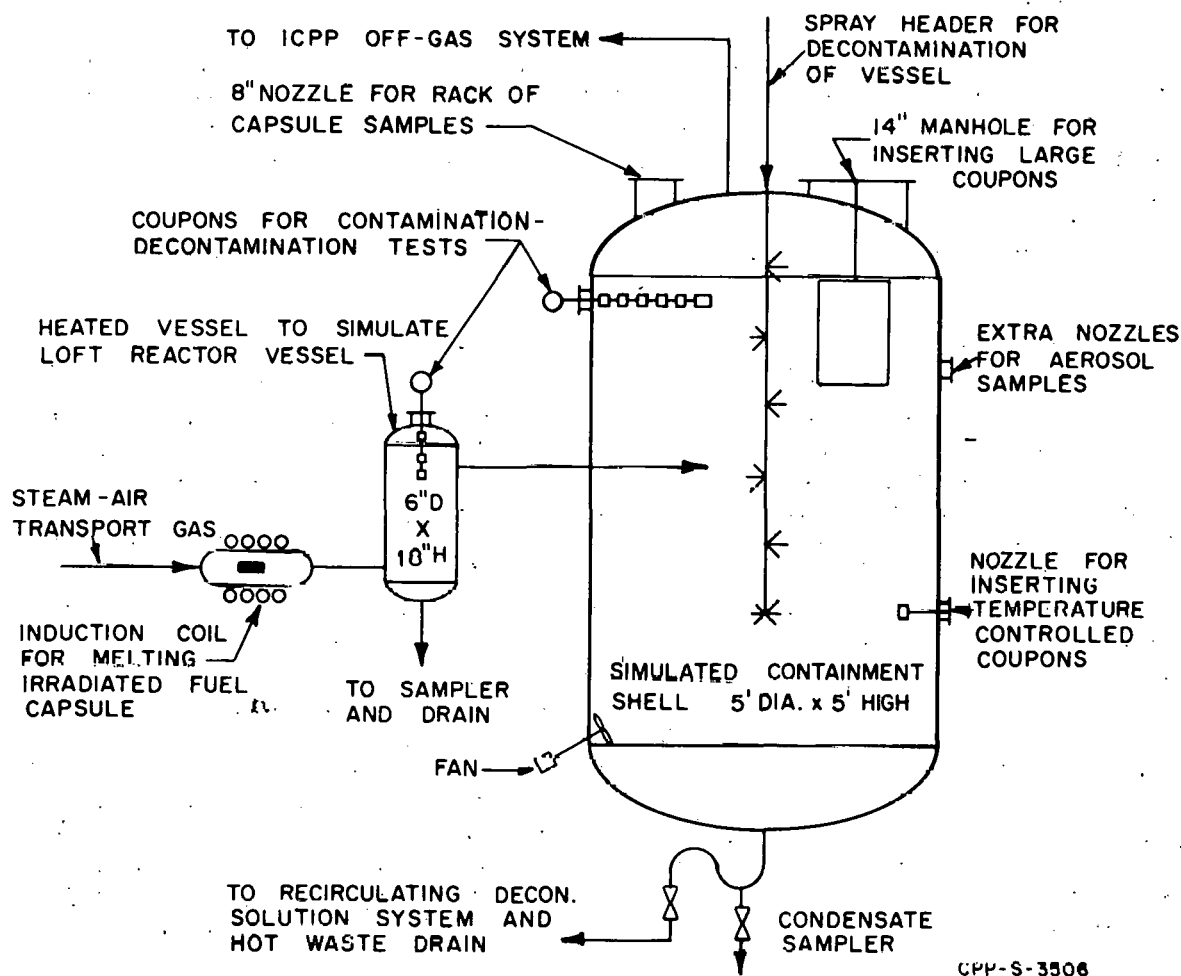 TO ICPP OFF-GAS SYSTEM
SPRAY HEADER FOR
DECONTAMINATION
OF VESSEL
8" NOZZLE FOR RACK OF
CAPSULE SAMPLES
14" MANHOLE FOR
INSERTING LARGE
COUPONS
COUPONS FOR CONTAMINATION-
DECONTAMINATION TESTS
HEATED VESSEL TO SIMULATE
LOFT REACTOR VESSEL
EXTRA NOZZLES
FOR AEROSOL
SAMPLES
STEAM-AIR
TRANSPORT GAS
6"D
X
18"H
INDUCTION COIL
FOR MELTING
IRRADIATED FUEL
CAPSULE
TO SAMPLER
AND DRAIN
NOZZLE FOR
INSERTING
TEMPERATURE
CONTROLLED
COUPONS
SIMULATED CONTAINMENT
SHELL 5' DIA. x 5' HIGH
FAN
TO RECIRCULATING DECON.
SOLUTION SYSTEM AND
HOT WASTE DRAIN
CONDENSATE
SAMPLER
CPP-S-3506